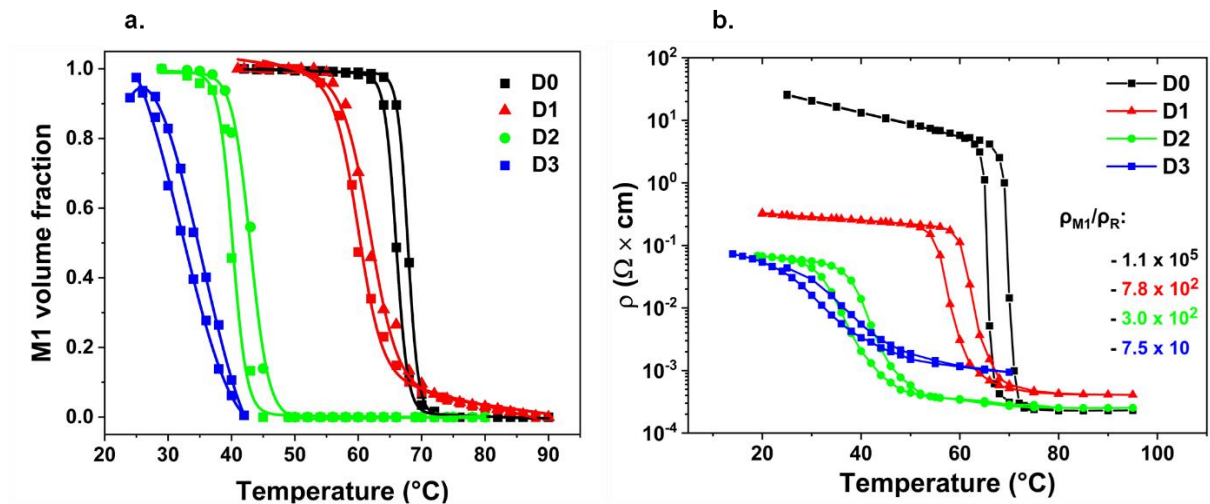 a.
M1 volume fraction
1.0
0.8
0.6
0.4
0.2
0.0
20 30 40 50 60 70 80 90
Temperature (°C)
D0
D1
D2
D3
b.
ρ (Ω × cm)
10²
10¹
10⁰
10⁻¹
10⁻²
10⁻³
10⁻⁴
20 40 60 80 100
Temperature (°C)
D0
D1
D2
D3
ρM1/ρR:
- 1.1 x 10⁵
- 7.8 x 10²
- 3.0 x 10²
- 7.5 x 10